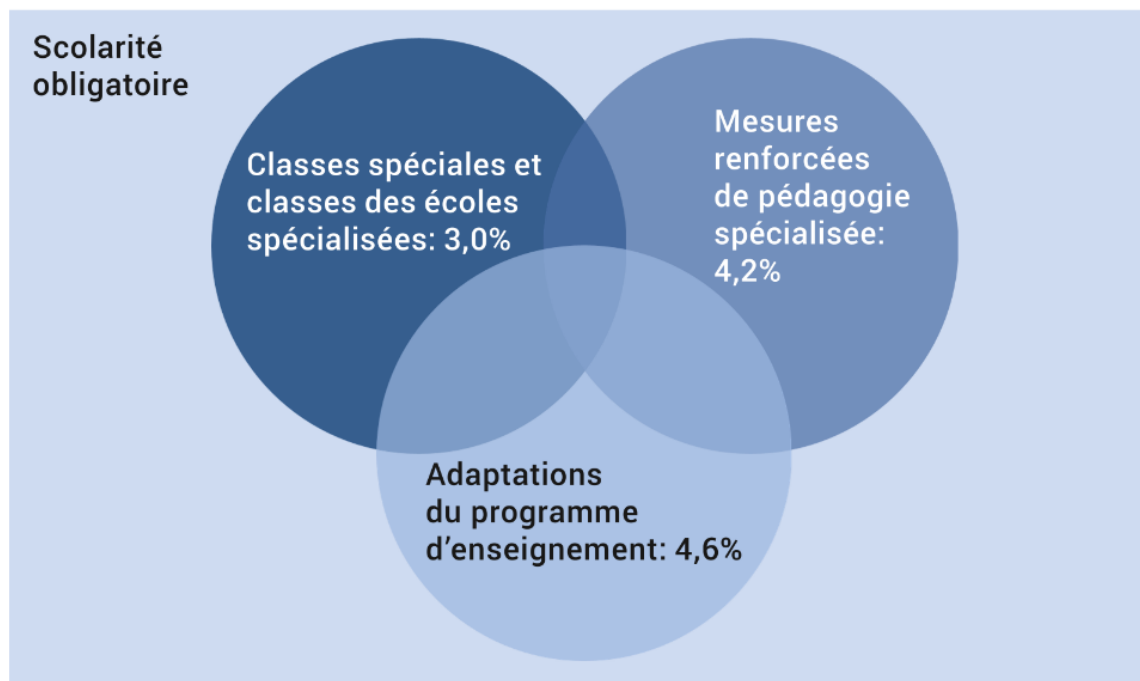 Scolarité
obligatoire
Classes spéciales et
classes des écoles
spécialisées: 3,0%
Mesures
renforcées
de pédagogie
spécialisée:
4,2%
Adaptations
du programme
d’enseignement: 4,6%